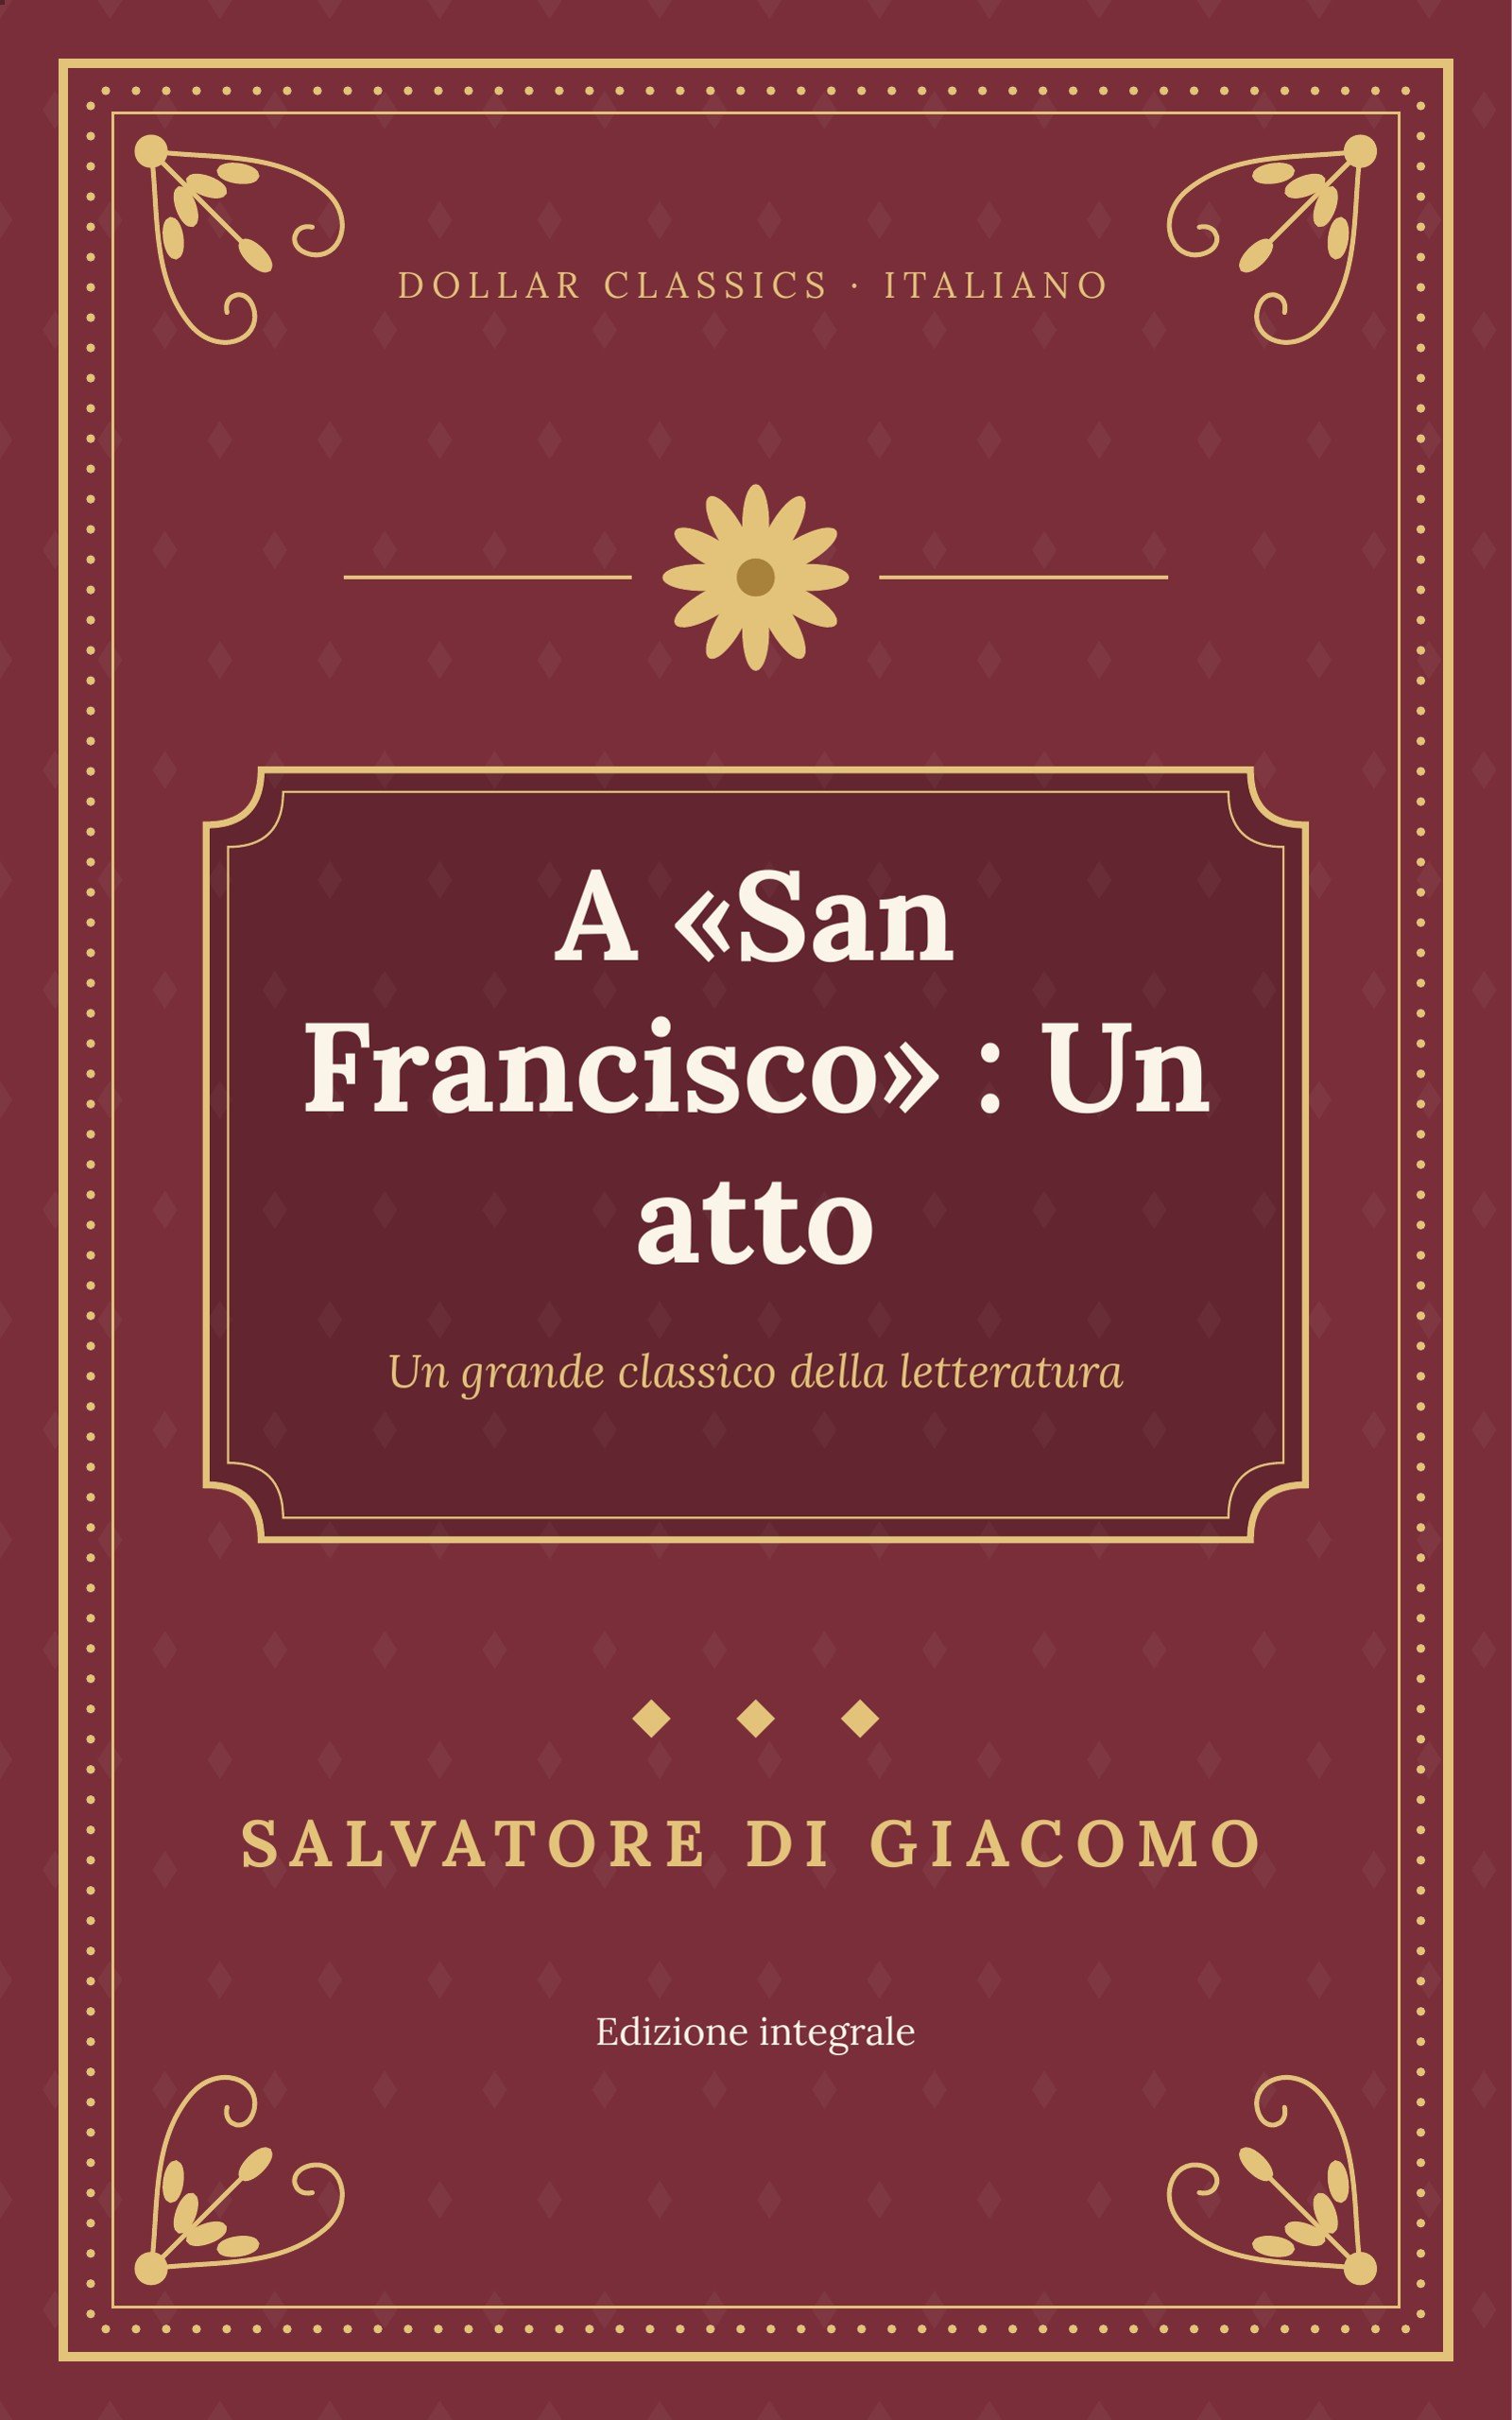 DOLLAR CLASSICS · ITALIANO
A «San
Francisco» : Un
atto
Un grande classico della letteratura
SALVATORE DI GIACOMO
Edizione integrale